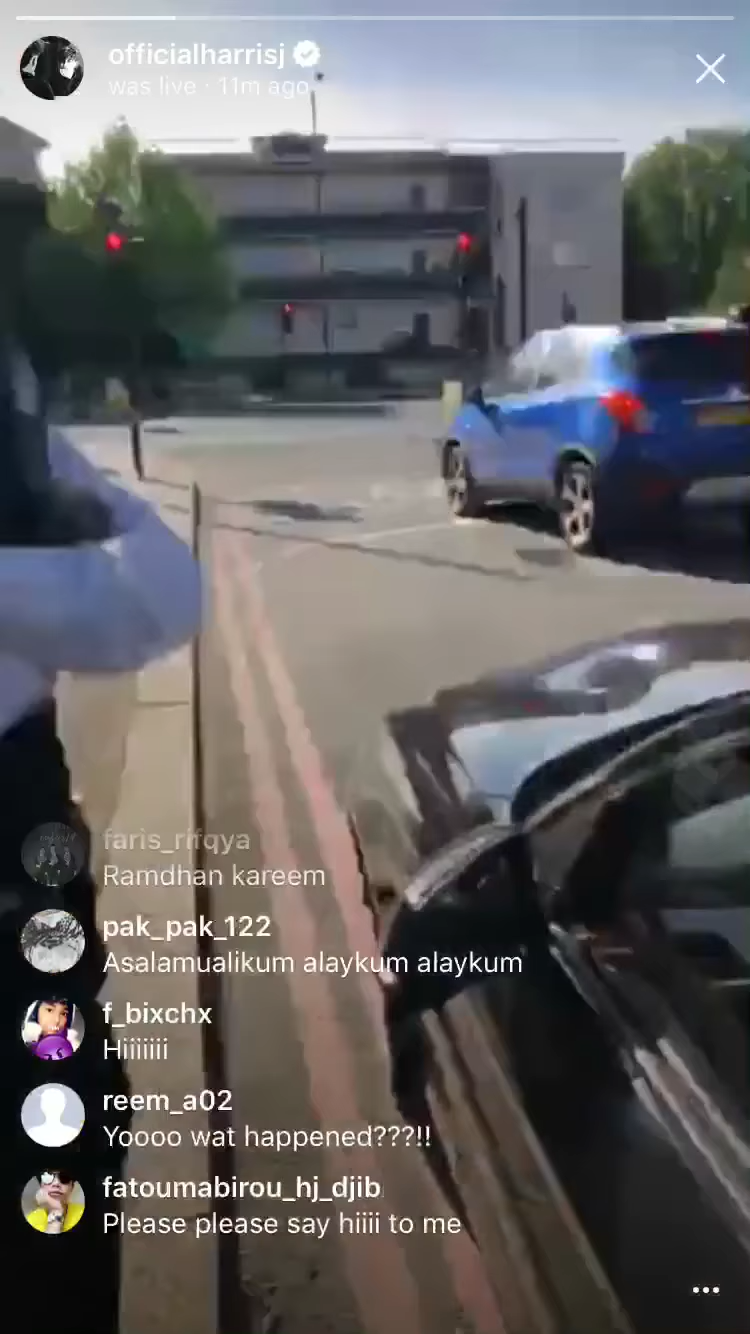 officialharrisj
was live · 11m ago
faris_rifqya
Ramdhan kareem
pak_pak_122
Asalamualikum alaykum alaykum
f_bixchx
Hiiiiiii
reem_a02
Yoooo wat happened???!!
fatoumabirou_hj_djib
Please please say hiiii to me